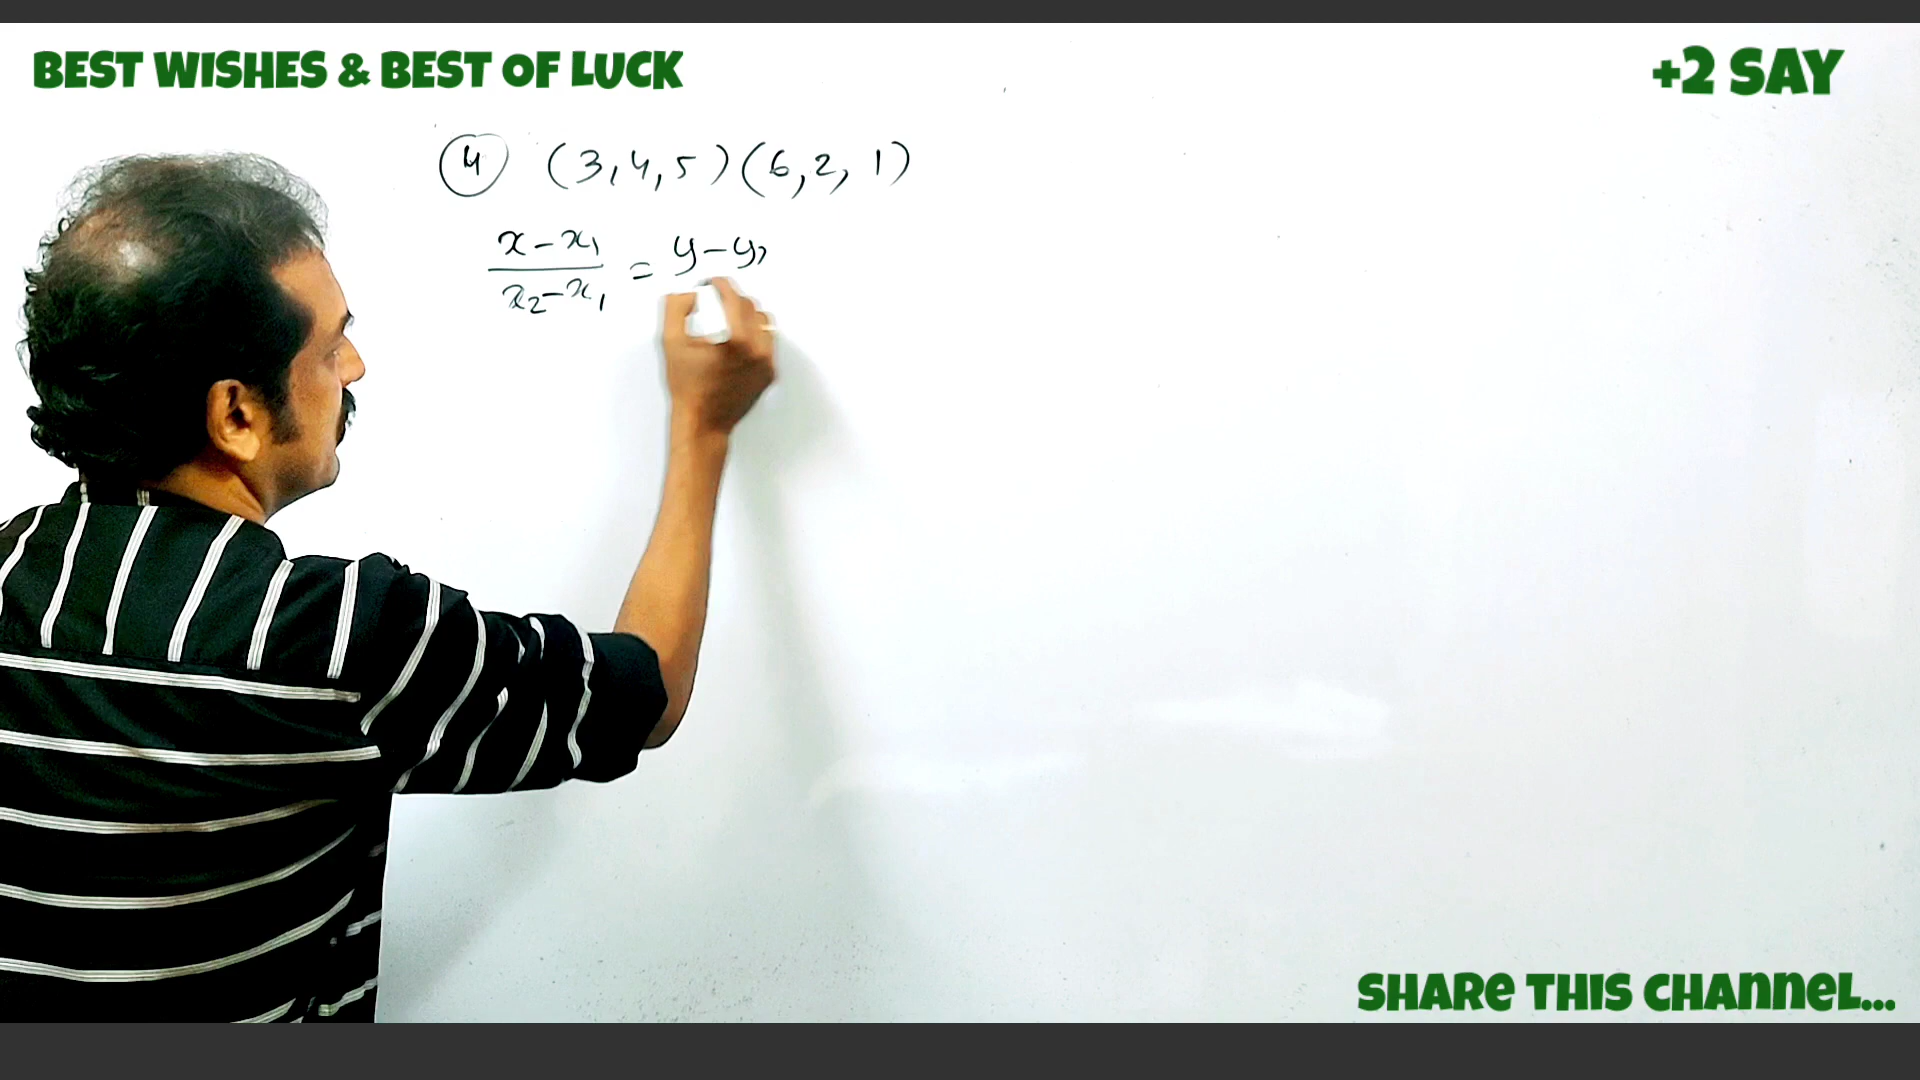 BEST WISHES & BEST OF LUCK
+2 SAY
4 (3,4,5) (6,2,1)
x-x₁ = y-y₁
x₂-x₁
SHARE THIS CHANNEL...